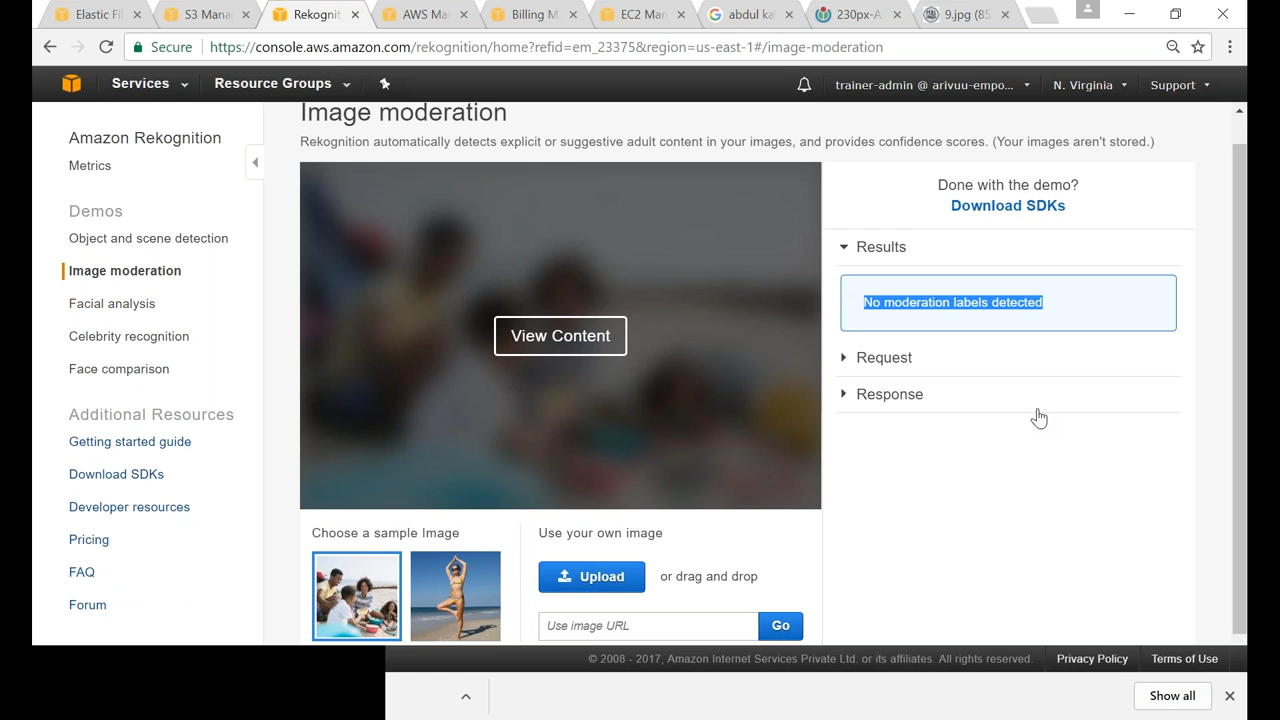 Elastic Fil
S3 Mana
Rekognit
AWS Mar
Billing M
EC2 Man
abdul ka
230px-A
9.jpg (85
Secure
https://console.aws.amazon.com/rekognition/home?refid=em_23375&region=us-east-1#/image-moderation
Services
Resource Groups
trainer-admin @ arivuu-empo...
N. Virginia
Support
Amazon Rekognition
Metrics
Demos
Object and scene detection
Image moderation
Facial analysis
Celebrity recognition
Face comparison
Additional Resources
Getting started guide
Download SDKs
Developer resources
Pricing
FAQ
Forum
Image moderation
Rekognition automatically detects explicit or suggestive adult content in your images, and provides confidence scores. (Your images aren't stored.)
View Content
Choose a sample Image
Use your own image
Upload
or drag and drop
Use image URL
Go
Done with the demo?
Download SDKs
Results
No moderation labels detected
Request
Response
© 2008 - 2017, Amazon Internet Services Private Ltd. or its affiliates. All rights reserved.
Privacy Policy
Terms of Use
Show all